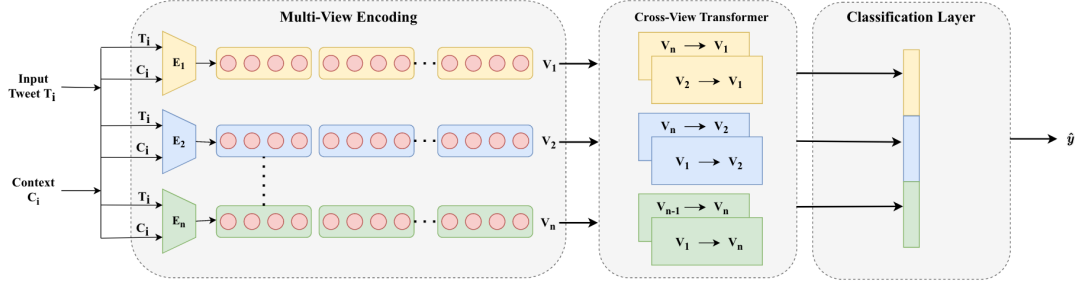 Multi-View Encoding
Cross-View Transformer
Classification Layer
Input
Tweet Tᵢ
Context
Cᵢ
Tᵢ
Cᵢ
E₁
V₁
Tᵢ
Cᵢ
E₂
V₂
Tᵢ
Cᵢ
Eₙ
Vₙ
Vₙ → V₁
V₂ → V₁
Vₙ → V₂
V₁ → V₂
Vₙ₋₁ → Vₙ
V₁ → Vₙ
ŷ